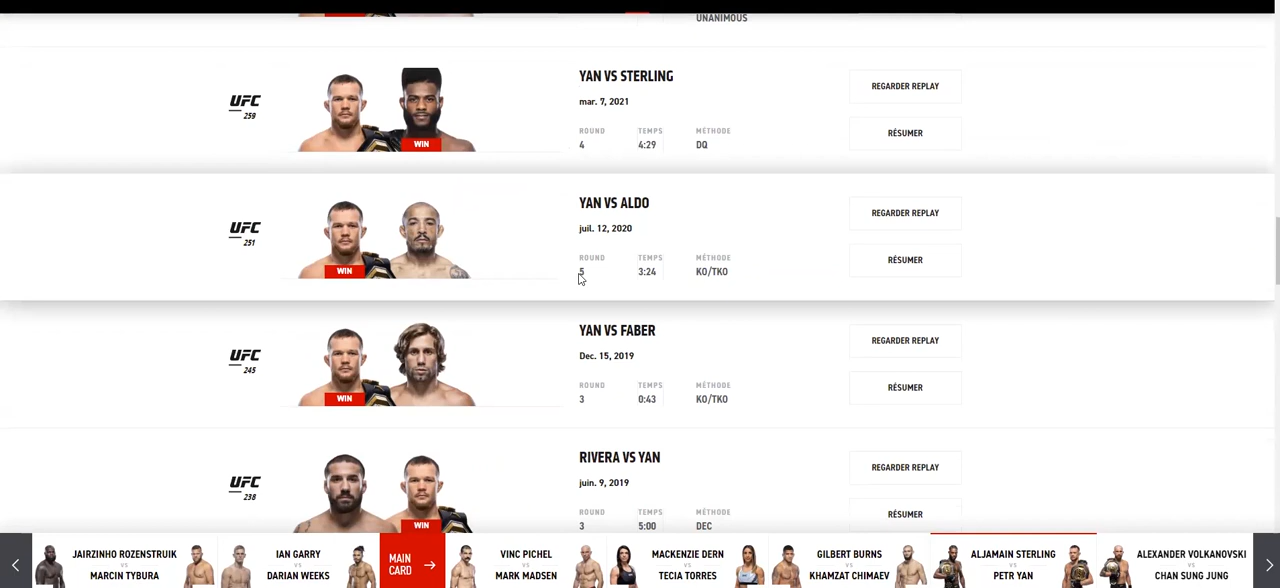 UNANIMOUS
UFC
259
WIN
YAN VS STERLING
mar. 7, 2021
ROUND TEMPS MÉTHODE
4 4:29 DQ
REGARDER REPLAY
RÉSUMER
UFC
251
WIN
YAN VS ALDO
juil. 12, 2020
ROUND TEMPS MÉTHODE
5 3:24 KO/TKO
REGARDER REPLAY
RÉSUMER
UFC
245
WIN
YAN VS FABER
Dec. 15, 2019
ROUND TEMPS MÉTHODE
3 0:43 KO/TKO
REGARDER REPLAY
RÉSUMER
UFC
238
WIN
RIVERA VS YAN
juin. 9, 2019
ROUND TEMPS MÉTHODE
3 5:00 DEC
REGARDER REPLAY
RÉSUMER
JAIRZINHO ROZENSTRUIK
VS
MARCIN TYBURA
IAN GARRY
VS
DARIAN WEEKS
MAIN
CARD
VINC PICHEL
VS
MARK MADSEN
MACKENZIE DERN
VS
TECIA TORRES
GILBERT BURNS
VS
KHAMZAT CHIMAEV
ALJAMAIN STERLING
VS
PETR YAN
ALEXANDER VOLKANOVSKI
VS
CHAN SUNG JUNG